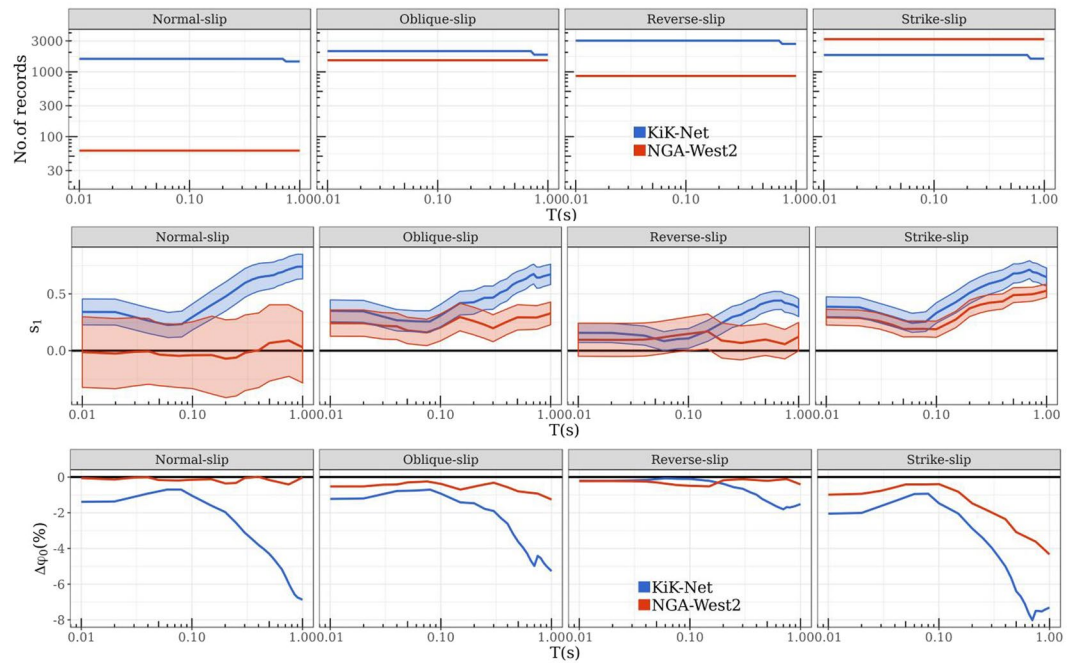 Normal-slip Oblique-slip Reverse-slip Strike-slip
3000
1000
300
100
30
No.of records
KiK-Net
NGA-West2
0.01 0.10 1.000.01 0.10 1.000.01 0.10 1.000.01 0.10 1.00
T(s)
Normal-slip Oblique-slip Reverse-slip Strike-slip
0.5
0.0
s1
0.01 0.10 1.000.01 0.10 1.000.01 0.10 1.000.01 0.10 1.00
T(s)
Normal-slip Oblique-slip Reverse-slip Strike-slip
0
-2
-4
-6
-8
Δφ0(%)
KiK-Net
NGA-West2
0.01 0.10 1.000.01 0.10 1.000.01 0.10 1.000.01 0.10 1.00
T(s)